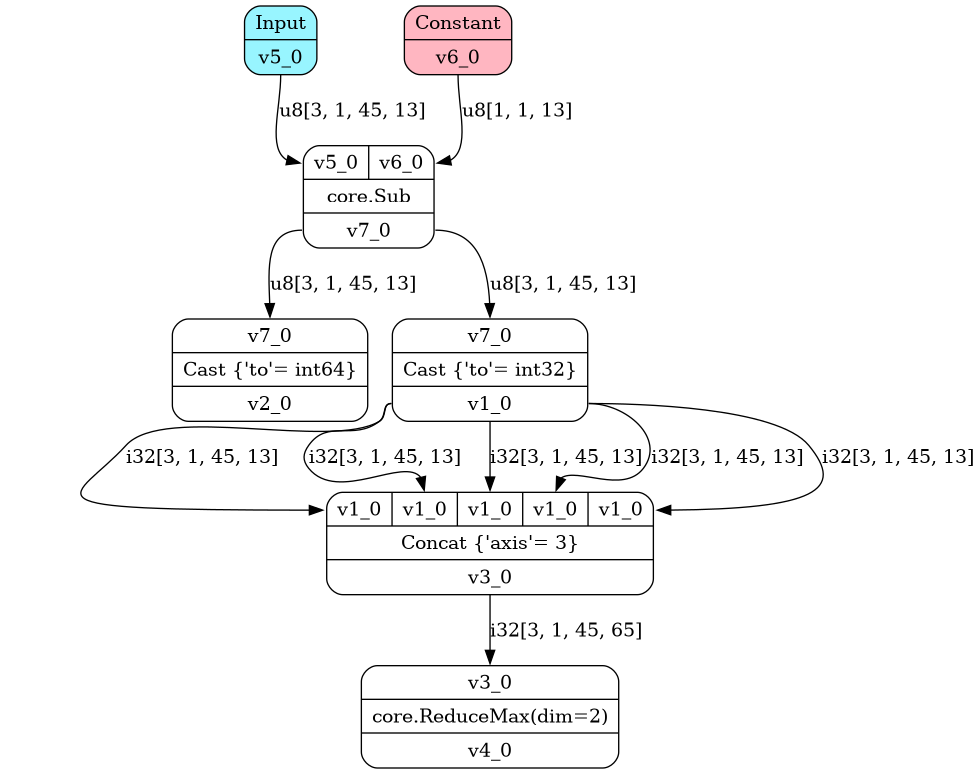 Input
v5_0
Constant
v6_0
u8[3, 1, 45, 13]
u8[1, 1, 13]
v5_0 v6_0
core.Sub
v7_0
u8[3, 1, 45, 13]
u8[3, 1, 45, 13]
v7_0
Cast {'to'= int64}
v2_0
v7_0
Cast {'to'= int32}
v1_0
i32[3, 1, 45, 13]
i32[3, 1, 45, 13]
i32[3, 1, 45, 13]
i32[3, 1, 45, 13]
i32[3, 1, 45, 13]
v1_0 v1_0 v1_0 v1_0 v1_0
Concat {'axis'= 3}
v3_0
i32[3, 1, 45, 65]
v3_0
core.ReduceMax(dim=2)
v4_0